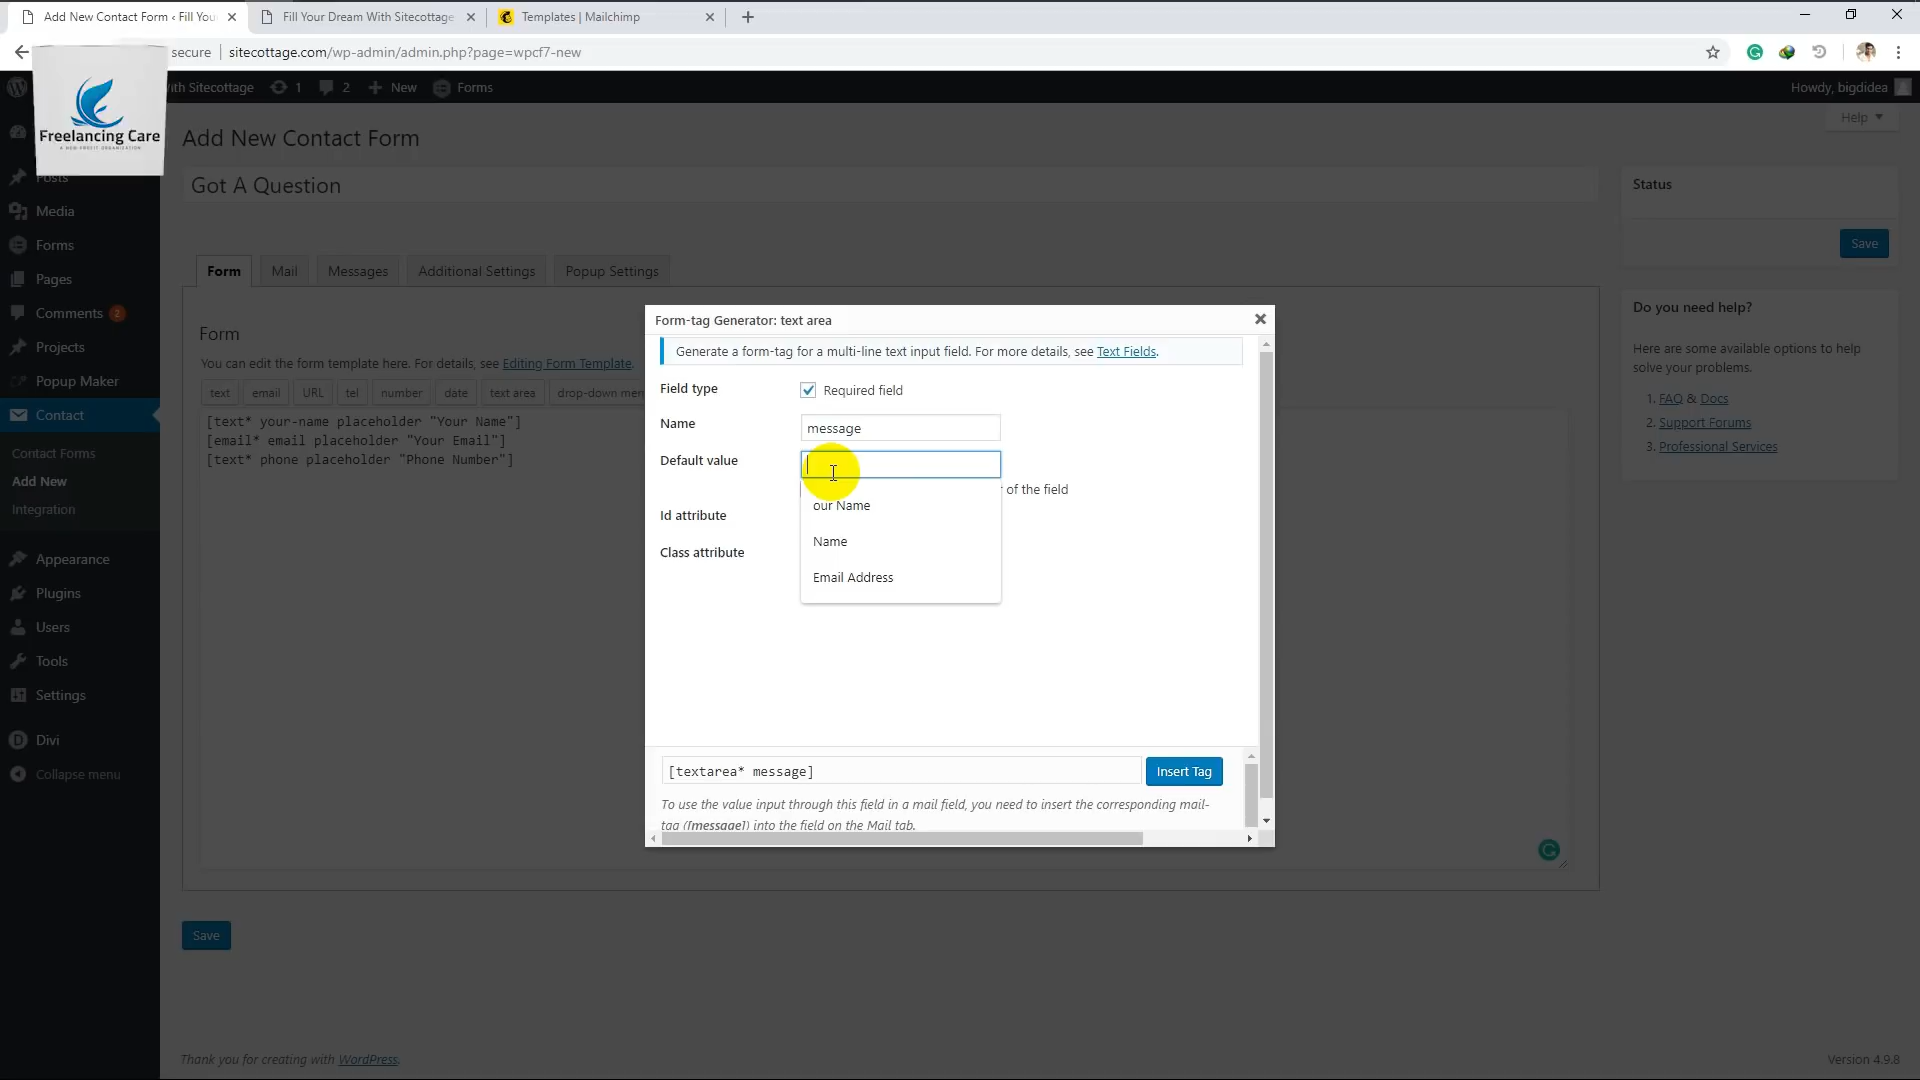 Add New Contact Form ‹ Fill You
Fill Your Dream With Sitecottage
Templates | Mailchimp
secure
sitecottage.com/wp-admin/admin.php?page=wpcf7-new
Freelancing Care
A NON-PROFIT ORGANIZATION
With Sitecottage
1
2
New
Forms
Howdy, bigdidea
Help
Add New Contact Form
Got A Question
Status
Save
Posts
Media
Forms
Pages
Comments 2
Projects
Popup Maker
Contact
Contact Forms
Add New
Integration
Appearance
Plugins
Users
Tools
Settings
Divi
Collapse menu
Form
Mail
Messages
Additional Settings
Popup Settings
Form
You can edit the form template here. For details, see Editing Form Template.
text
email
URL
tel
number
date
text area
drop-down men
[text* your-name placeholder "Your Name"]
[email* email placeholder "Your Email"]
[text* phone placeholder "Phone Number"]
Form-tag Generator: text area
Generate a form-tag for a multi-line text input field. For more details, see Text Fields.
Field type
Required field
Name
message
Default value
of the field
our Name
Name
Email Address
Id attribute
Class attribute
[textarea* message]
Insert Tag
To use the value input through this field in a mail field, you need to insert the corresponding mail-
tag ([message]) into the field on the Mail tab.
Do you need help?
Here are some available options to help
solve your problems.
1. FAQ & Docs
2. Support Forums
3. Professional Services
Save
Thank you for creating with WordPress.
Version 4.9.8